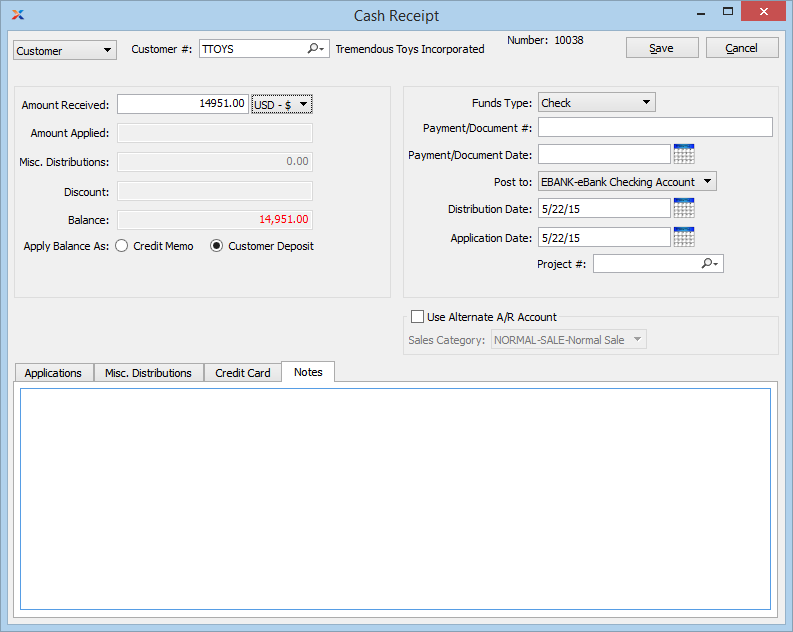 Cash Receipt
Customer Customer #: TTOYS Tremendous Toys Incorporated Number: 10038 Save Cancel
Amount Received: 14951.00 USD - $
Amount Applied:
Misc. Distributions: 0.00
Discount:
Balance: 14,951.00
Apply Balance As: Credit Memo Customer Deposit
Funds Type: Check
Payment/Document #:
Payment/Document Date:
Post to: EBANK-eBank Checking Account
Distribution Date: 5/22/15
Application Date: 5/22/15
Project #:
Use Alternate A/R Account
Sales Category: NORMAL-SALE-Normal Sale
Applications Misc. Distributions Credit Card Notes